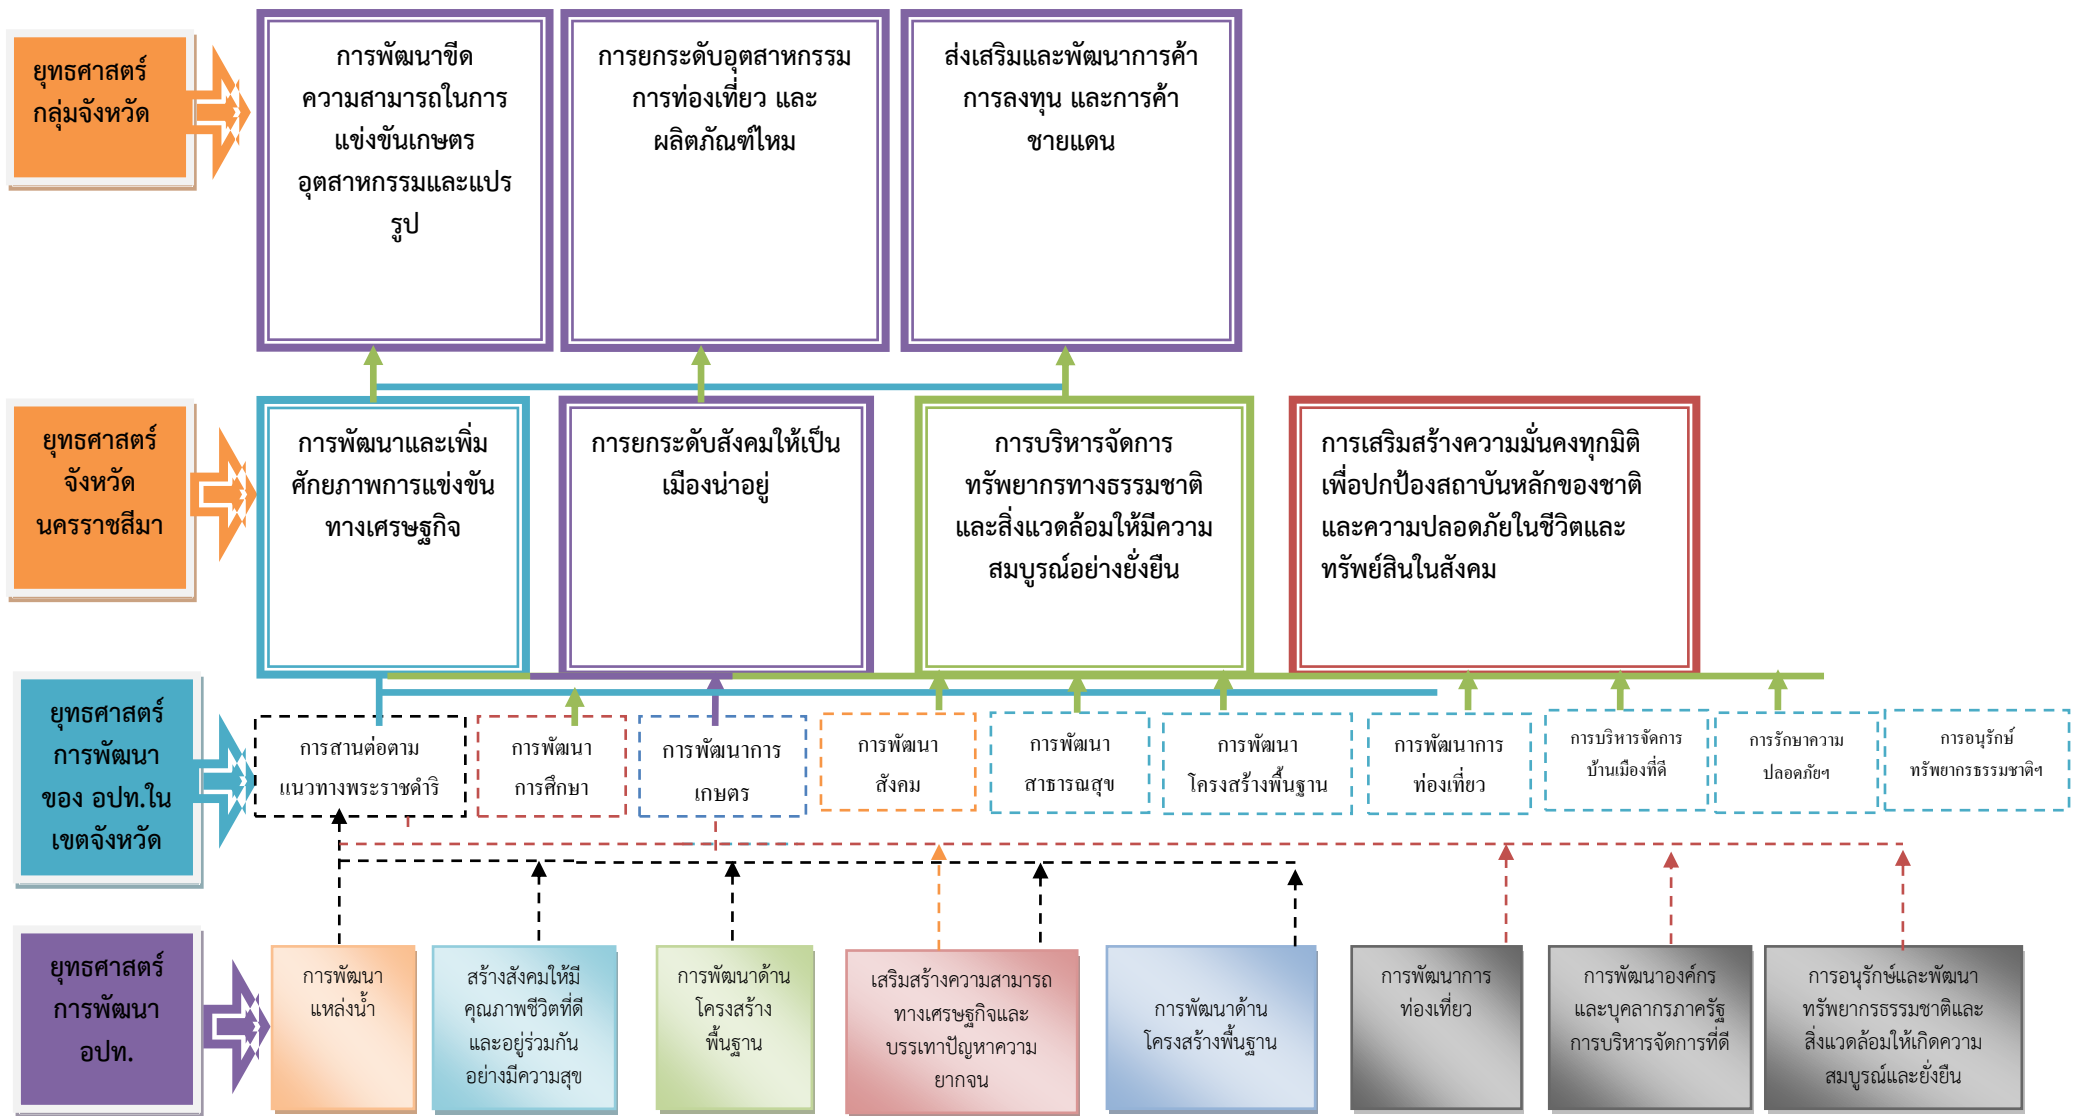 ยุทธศาสตร์
กลุ่มจังหวัด
การพัฒนาขีด
ความสามารถในการ
แข่งขันเกษตร
อุตสาหกรรมและแปร
รูป
การยกระดับอุตสาหกรรม
การท่องเที่ยว และ
ผลิตภัณฑ์ไหม
ส่งเสริมและพัฒนาการค้า
การลงทุน และการค้า
ชายแดน
ยุทธศาสตร์
จังหวัด
นครราชสีมา
การพัฒนาและเพิ่ม
ศักยภาพการแข่งขัน
ทางเศรษฐกิจ
การยกระดับสังคมให้เป็น
เมืองน่าอยู่
การบริหารจัดการ
ทรัพยากรทางธรรมชาติ
และสิ่งแวดล้อมให้มีความ
สมบูรณ์อย่างยั่งยืน
การเสริมสร้างความมั่นคงทุกมิติ
เพื่อปกป้องสถาบันหลักของชาติ
และความปลอดภัยในชีวิตและ
ทรัพย์สินในสังคม
ยุทธศาสตร์
การพัฒนา
ของ อปท.ใน
เขตจังหวัด
การสานต่อตาม
แนวทางพระราชดำริ
การพัฒนา
การศึกษา
การพัฒนาการ
เกษตร
การพัฒนา
สังคม
การพัฒนา
สาธารณสุข
การพัฒนา
โครงสร้างพื้นฐาน
การพัฒนาการ
ท่องเที่ยว
การบริหารจัดการ
บ้านเมืองที่ดี
การรักษาความ
ปลอดภัยฯ
การอนุรักษ์
ทรัพยากรธรรมชาติฯ
ยุทธศาสตร์
การพัฒนา
อปท.
การพัฒนา
แหล่งน้ำ
สร้างสังคมให้มี
คุณภาพชีวิตที่ดี
และอยู่ร่วมกัน
อย่างมีความสุข
การพัฒนาด้าน
โครงสร้าง
พื้นฐาน
เสริมสร้างความสามารถ
ทางเศรษฐกิจและ
บรรเทาปัญหาความ
ยากจน
การพัฒนาด้าน
โครงสร้างพื้นฐาน
การพัฒนาการ
ท่องเที่ยว
การพัฒนาองค์กร
และบุคลากรภาครัฐ
การบริหารจัดการที่ดี
การอนุรักษ์และพัฒนา
ทรัพยากรธรรมชาติและ
สิ่งแวดล้อมให้เกิดความ
สมบูรณ์และยั่งยืน